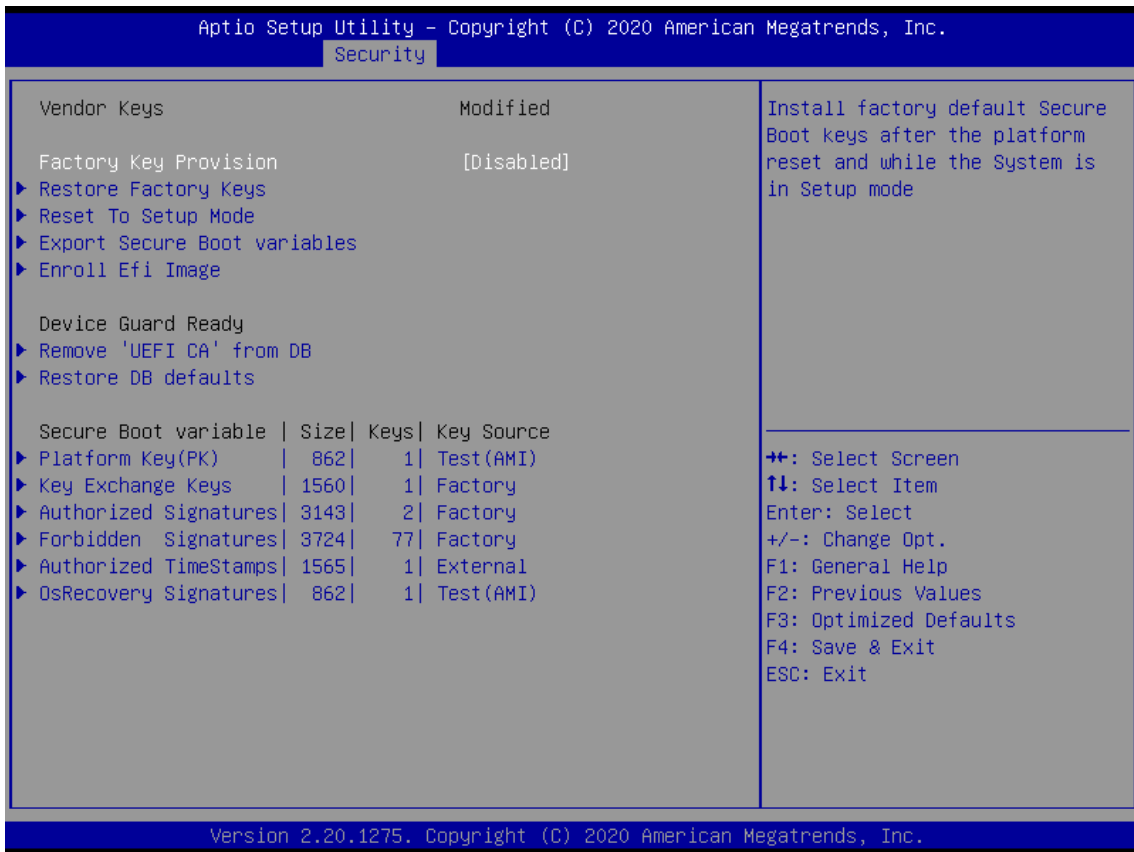 Aptio Setup Utility – Copyright (C) 2020 American Megatrends, Inc.
Security
Vendor Keys Modified
Factory Key Provision [Disabled]
Restore Factory Keys
Reset To Setup Mode
Export Secure Boot variables
Enroll Efi Image
Device Guard Ready
Remove 'UEFI CA' from DB
Restore DB defaults
Secure Boot variable | Size| Keys| Key Source
Platform Key(PK) | 862| 1| Test(AMI)
Key Exchange Keys | 1560| 1| Factory
Authorized Signatures| 3143| 2| Factory
Forbidden Signatures| 3724| 77| Factory
Authorized TimeStamps| 1565| 1| External
OsRecovery Signatures| 862| 1| Test(AMI)
Install factory default Secure
Boot keys after the platform
reset and while the System is
in Setup mode
→←: Select Screen
↑↓: Select Item
Enter: Select
+/-: Change Opt.
F1: General Help
F2: Previous Values
F3: Optimized Defaults
F4: Save & Exit
ESC: Exit
Version 2.20.1275. Copyright (C) 2020 American Megatrends, Inc.